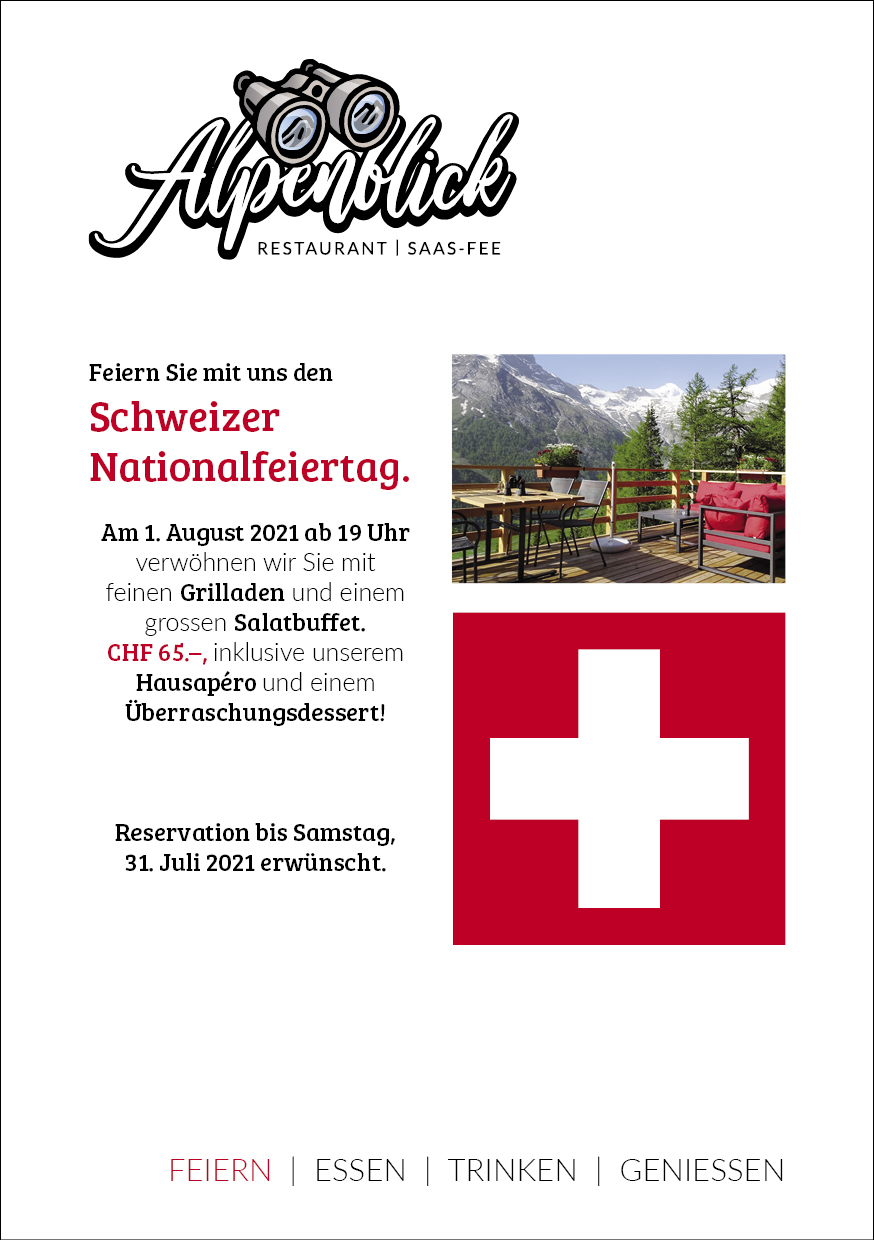 Alpenblick
RESTAURANT | SAAS-FEE
Feiern Sie mit uns den
Schweizer
Nationalfeiertag.
Am 1. August 2021 ab 19 Uhr
verwöhnen wir Sie mit
feinen Grilladen und einem
grossen Salatbuffet.
CHF 65.–, inklusive unserem
Hausapéro und einem
Überraschungsdessert!
Reservation bis Samstag,
31. Juli 2021 erwünscht.
FEIERN | ESSEN | TRINKEN | GENIESSEN